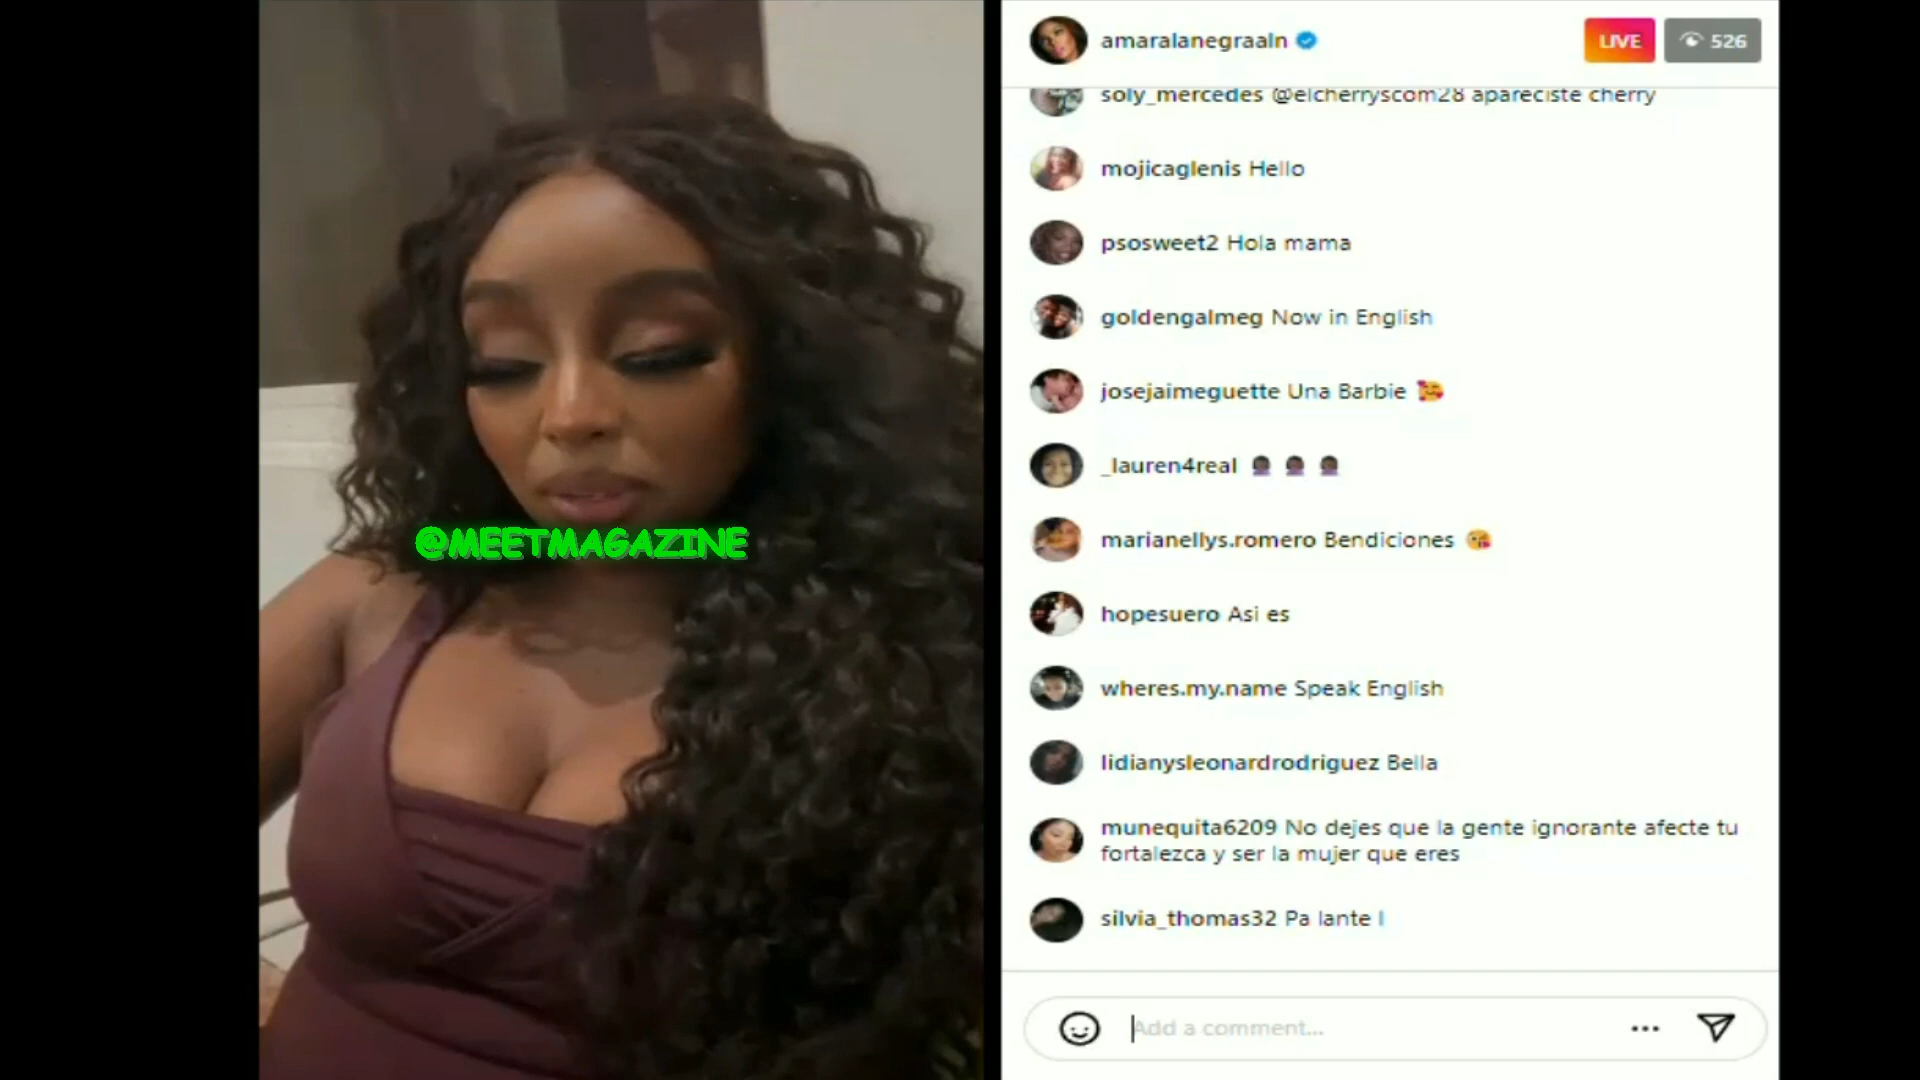 amaralanegraaln
LIVE
526
soly_mercedes @elcherryscom28 apareciste cherry
mojicaglenis Hello
psosweet2 Hola mama
goldengalmeg Now in English
josejaimeguette Una Barbie 🥰
_lauren4real 🤦🏿‍♀️ 🤦🏿‍♀️ 🤦🏿‍♀️
marianellys.romero Bendiciones 😘
hopesuero Asi es
wheres.my.name Speak English
lidianysleonardrodriguez Bella
munequita6209 No dejes que la gente ignorante afecte tu
fortalezca y ser la mujer que eres
silvia_thomas32 Pa lante l
Add a comment...
@MEETMAGAZINE